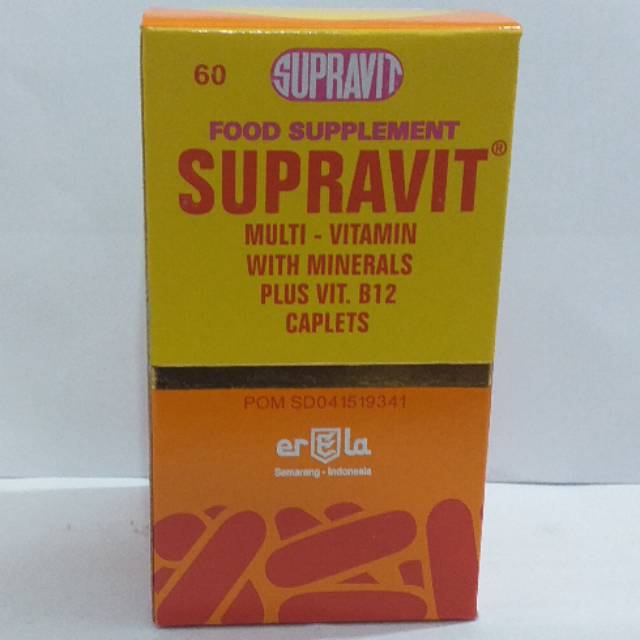 60 SUPRAVIT
FOOD SUPPLEMENT
SUPRAVIT®
MULTI - VITAMIN
WITH MINERALS
PLUS VIT. B12
CAPLETS
POM SD041519341
erela
Semarang - Indonesia